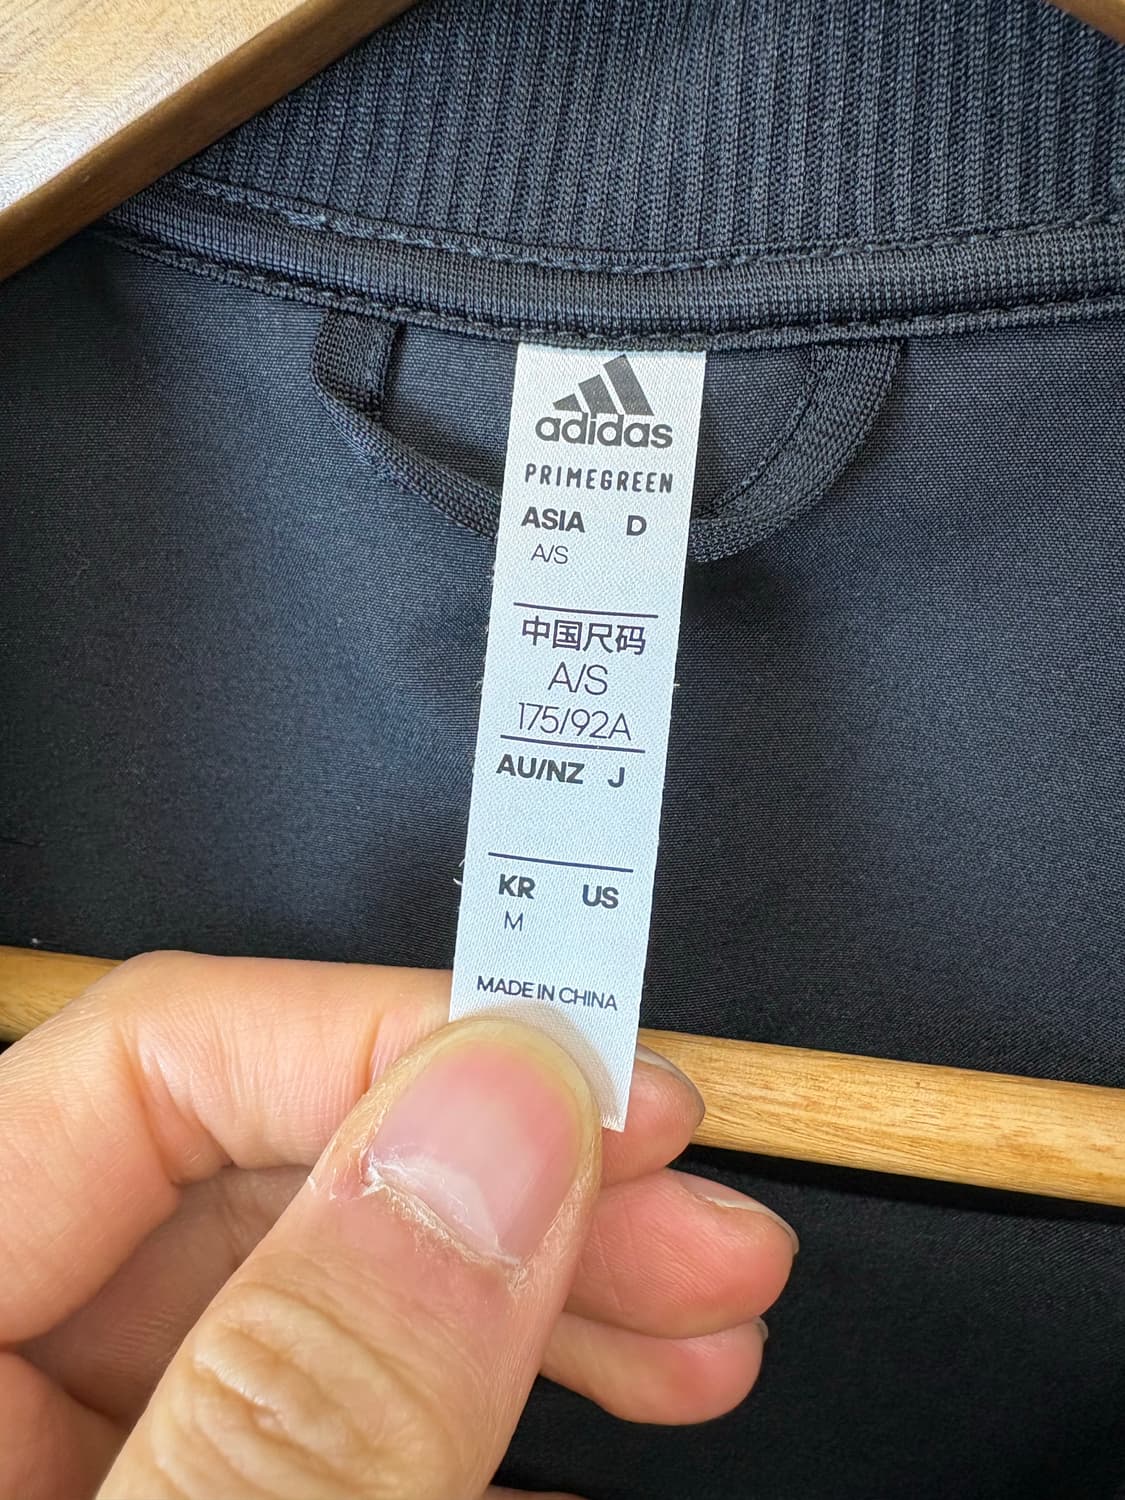 adidas
PRIMEGREEN
ASIA D
A/S
中国尺码
A/S
175/92A
AU/NZ J
KR US
M
MADE IN CHINA